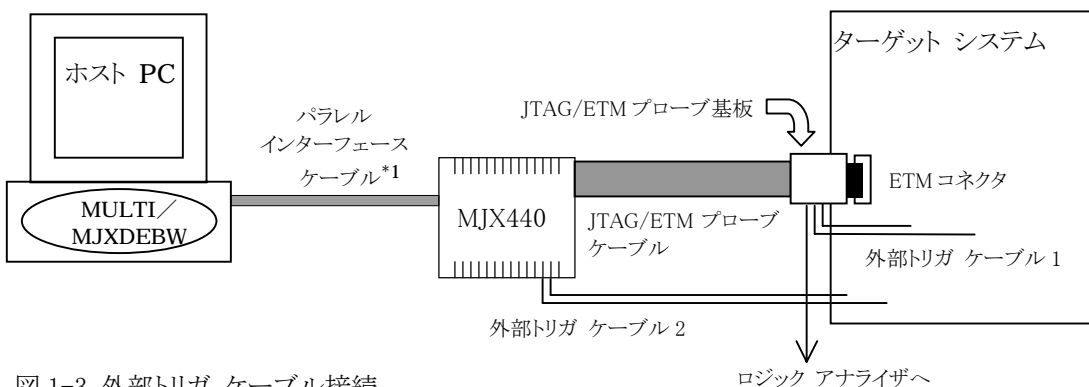 ターゲット システム
ホスト PC
JTAG/ETM プローブ基板
パラレル
インターフェース
ケーブル*1
ETM コネクタ
MULTI／
MJXDEBW
MJX440
JTAG/ETM プローブ
ケーブル
外部トリガ ケーブル 1
外部トリガ ケーブル 2
ロジック アナライザへ
図 1-3 外部トリガ ケーブル接続